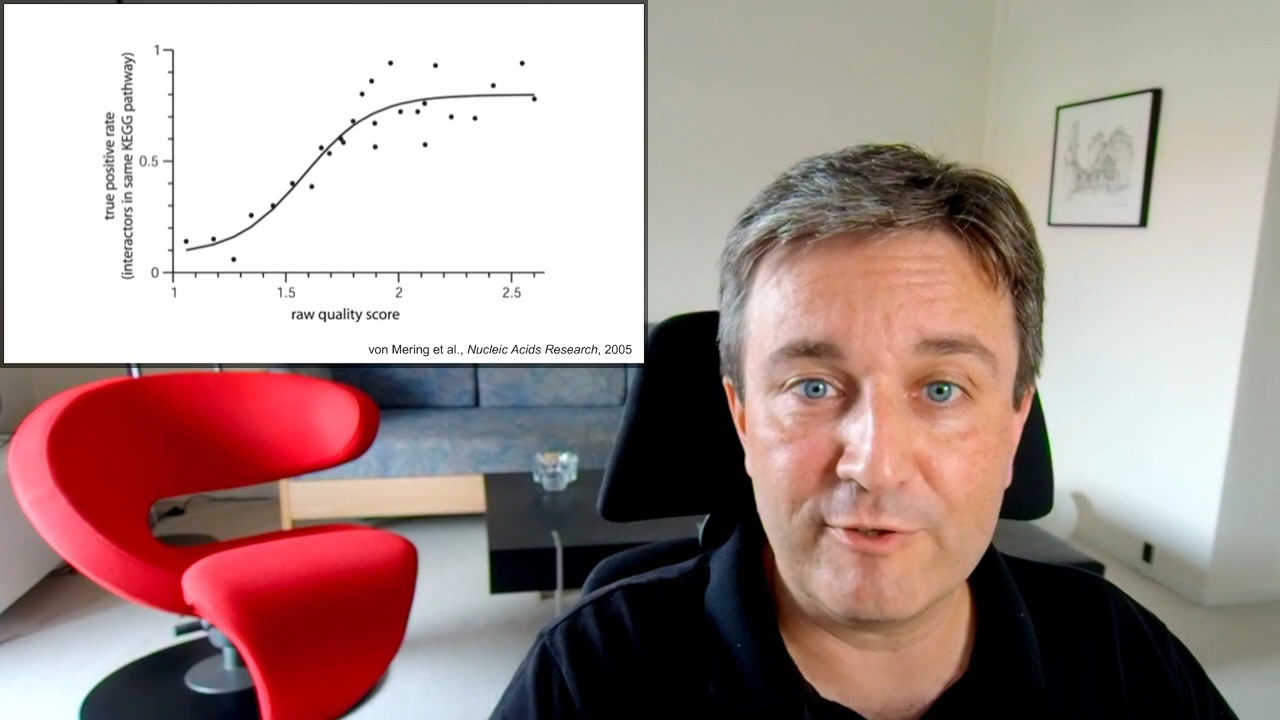 true positive rate
(interactors in same KEGG pathway)
1
0.5
0
1 1.5 2 2.5
raw quality score
von Mering et al., Nucleic Acids Research, 2005